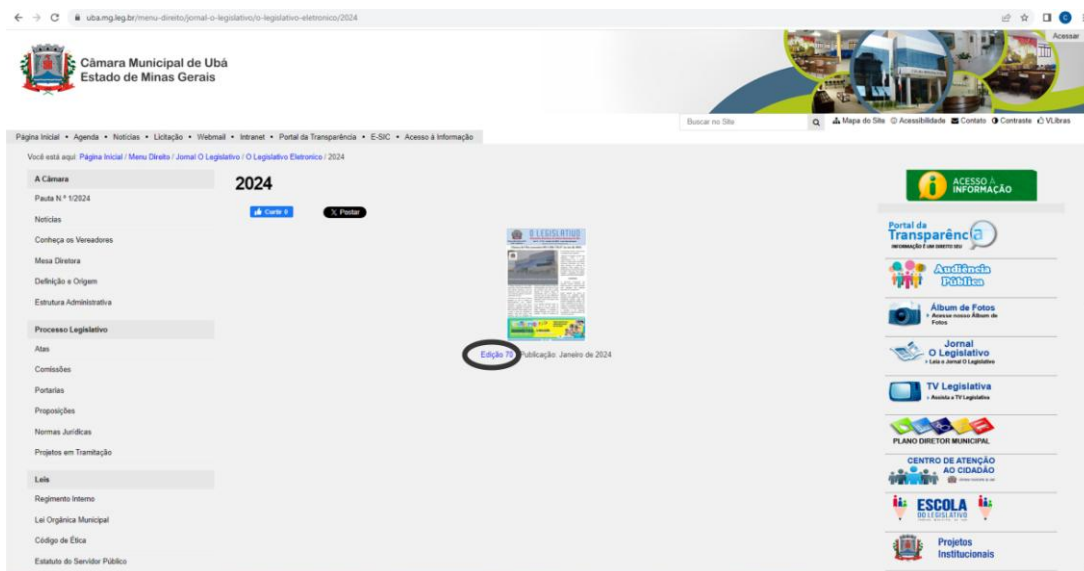 uba.mg.leg.br/menu-direito/jornal-o-legislativo/o-legislativo-eletronico/2024
Acessar
Câmara Municipal de Ubá
Estado de Minas Gerais
Buscar no Site
Mapa do Site Acessibilidade Contato Contraste VLibras
Página Inicial • Agenda • Notícias • Licitação • Webmail • Intranet • Portal da Transparência • E-SIC • Acesso à Informação
Você está aqui: Página Inicial / Menu Direito / Jornal O Legislativo / O Legislativo Eletronico / 2024
A Câmara
Pauta N.º 1/2024
Notícias
Conheça os Vereadores
Mesa Diretora
Definição e Origem
Estrutura Administrativa
Processo Legislativo
Atas
Comissões
Portarias
Proposições
Normas Jurídicas
Projetos em Tramitação
Leis
Regimento Interno
Lei Orgânica Municipal
Código de Ética
Estatuto do Servidor Público
2024
Curtir 0
Postar
O LEGISLATIVO
Edição 70 Publicação: Janeiro de 2024
ACESSO À
INFORMAÇÃO
Portal da
Transparência
INFORMAÇÃO É UM DIREITO SEU
Audiência
Pública
Álbum de Fotos
Acesse nosso Álbum de
Fotos
Jornal
O Legislativo
Leia o Jornal O Legislativo
TV Legislativa
Assista a TV Legislativa
PLANO DIRETOR MUNICIPAL
CENTRO DE ATENÇÃO
AO CIDADÃO
ESCOLA
DO LEGISLATIVO
Projetos
Institucionais